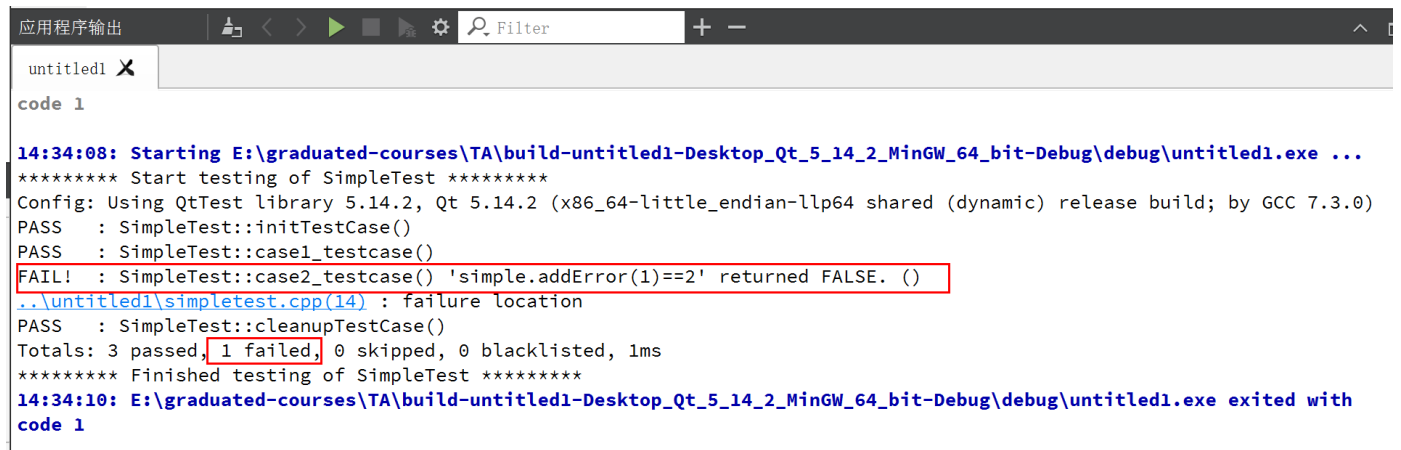 应用程序输出
Filter
untitled1
code 1
14:34:08: Starting E:\graduated-courses\TA\build-untitled1-Desktop_Qt_5_14_2_MinGW_64_bit-Debug\debug\untitled1.exe ...
********* Start testing of SimpleTest *********
Config: Using QtTest library 5.14.2, Qt 5.14.2 (x86_64-little_endian-llp64 shared (dynamic) release build; by GCC 7.3.0)
PASS   : SimpleTest::initTestCase()
PASS   : SimpleTest::case1_testcase()
FAIL!  : SimpleTest::case2_testcase() 'simple.addError(1)==2' returned FALSE. ()
..\untitled1\simpletest.cpp(14) : failure location
PASS   : SimpleTest::cleanupTestCase()
Totals: 3 passed, 1 failed, 0 skipped, 0 blacklisted, 1ms
********* Finished testing of SimpleTest *********
14:34:10: E:\graduated-courses\TA\build-untitled1-Desktop_Qt_5_14_2_MinGW_64_bit-Debug\debug\untitled1.exe exited with
code 1